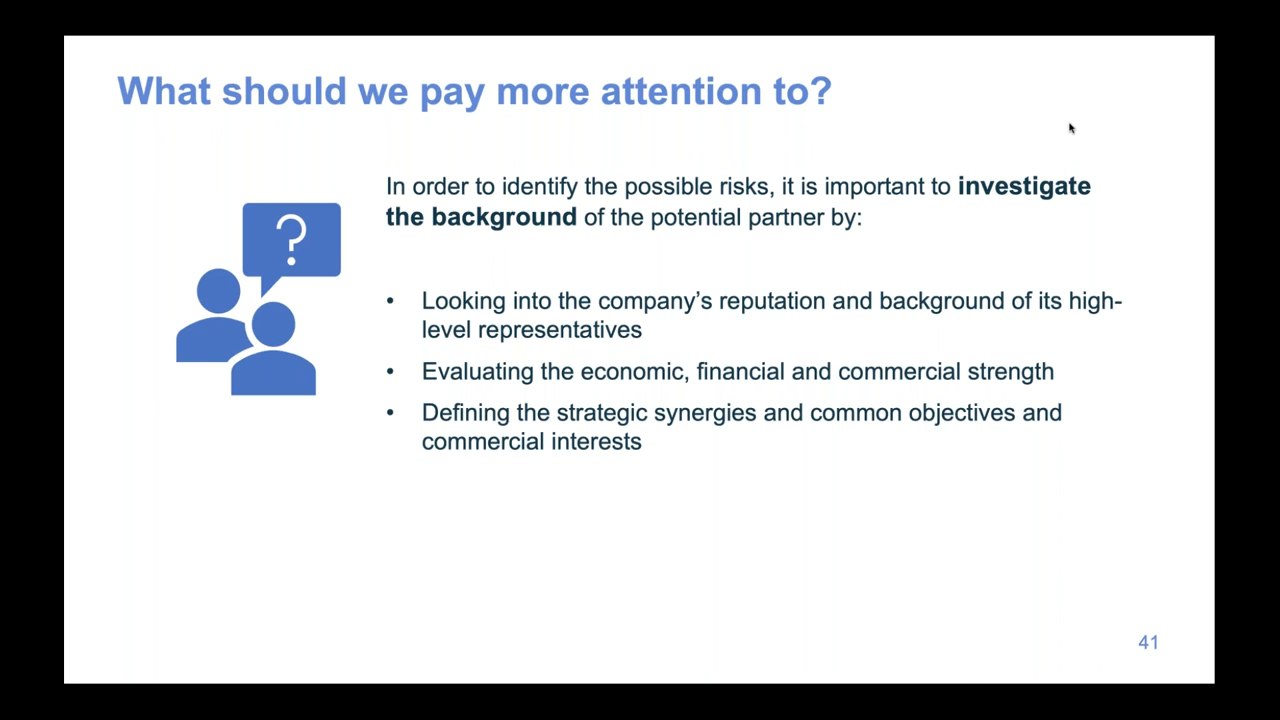 What should we pay more attention to?
In order to identify the possible risks, it is important to investigate
the background of the potential partner by:
?
• Looking into the company’s reputation and background of its high-
level representatives
• Evaluating the economic, financial and commercial strength
• Defining the strategic synergies and common objectives and
commercial interests
41